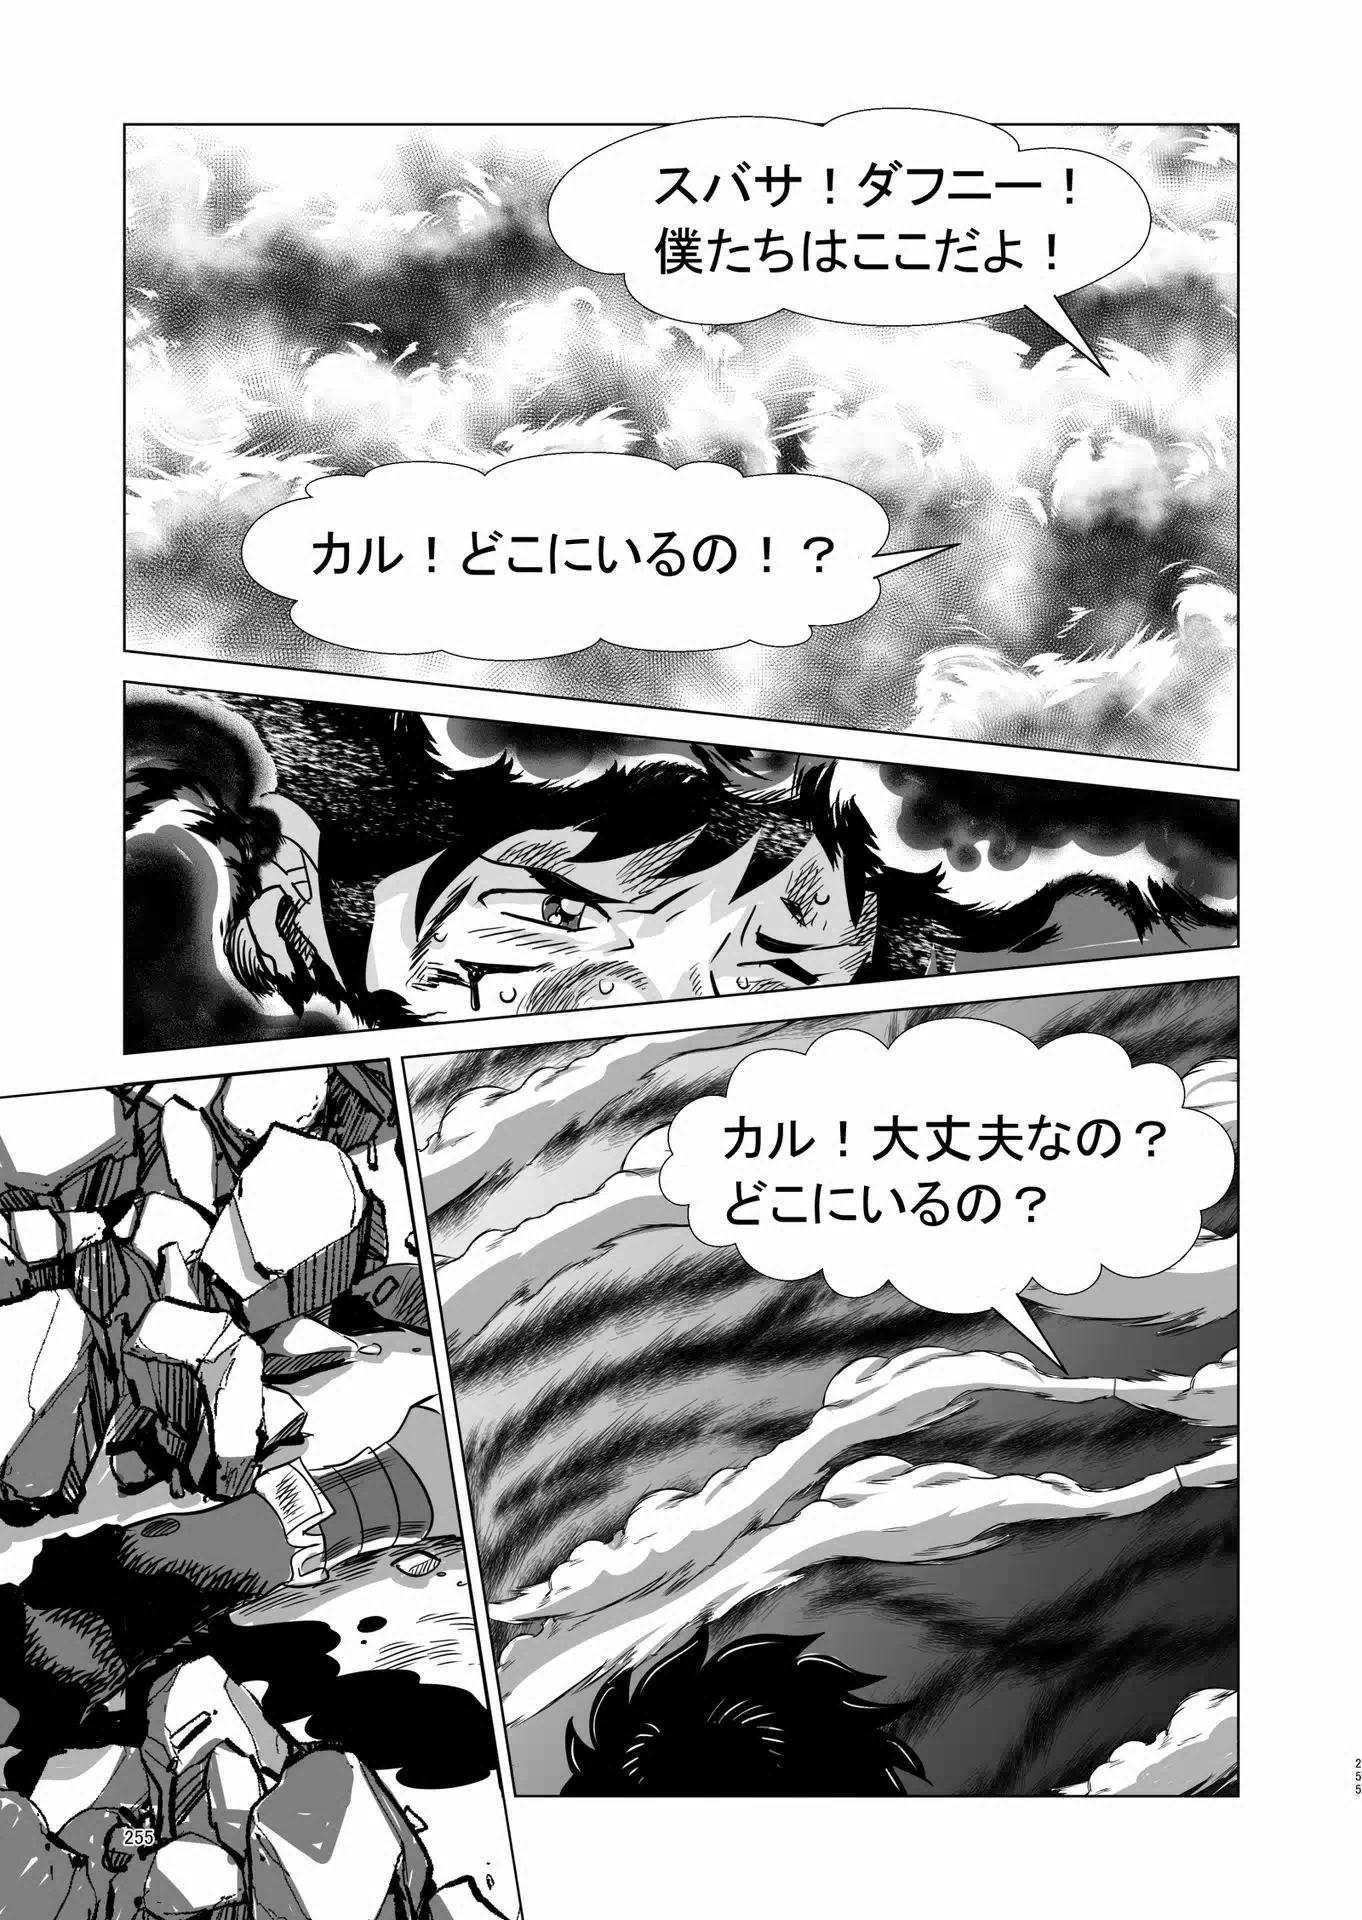 スバサ！ダフニー！
僕たちはここだよ！
カル！どこにいるの！？
カル！大丈夫なの？
どこにいるの？
255
255